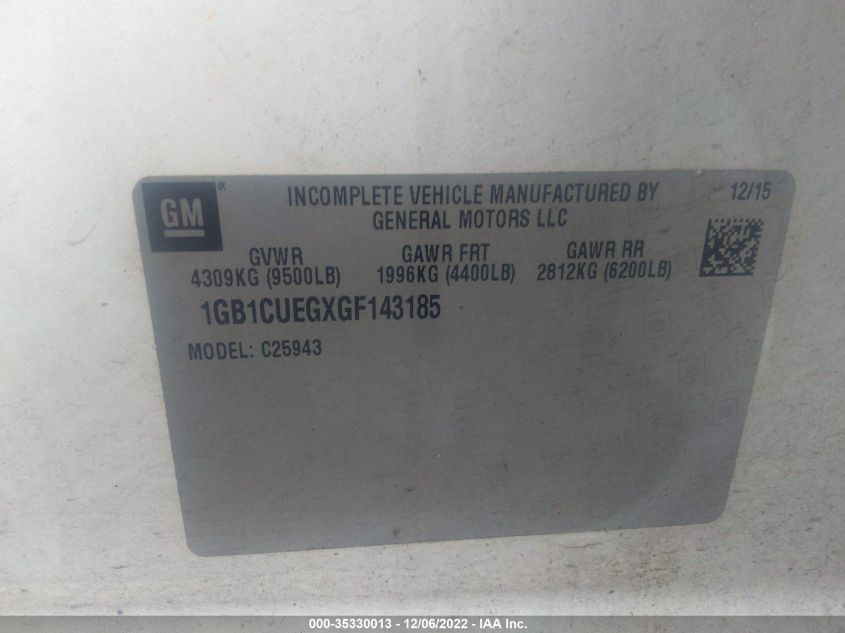 GM ®
INCOMPLETE VEHICLE MANUFACTURED BY
GENERAL MOTORS LLC
12/15
GVWR
4309KG (9500LB)
GAWR FRT
1996KG (4400LB)
GAWR RR
2812KG (6200LB)
1GB1CUEGXGF143185
MODEL: C25943
000-35330013 - 12/06/2022 - IAA Inc.